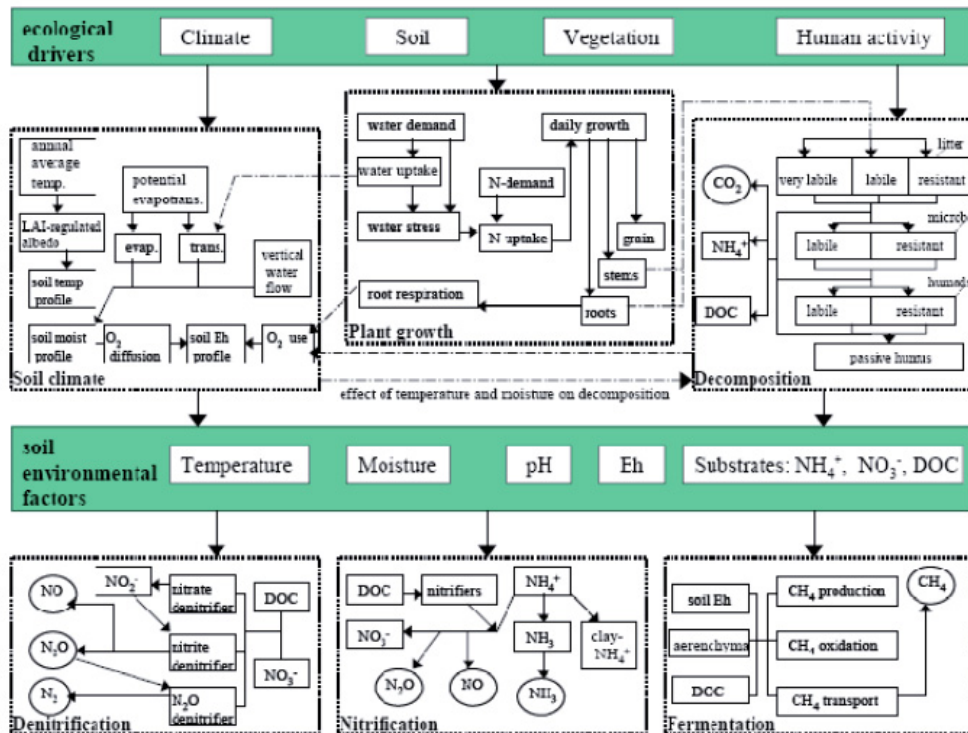 ecological
drivers
Climate
Soil
Vegetation
Human activity
annual
average
temp.
potential
evapotrans.
LAI-regulated
albedo
evap.
trans.
vertical
water
flow
soil temp
profile
soil moist
profile
O₂
diffusion
soil Eh
profile
O₂ use
Soil climate
water demand
daily growth
water uptake
N-demand
water stress
N uptake
grain
stems
root respiration
roots
Plant growth
litter
CO₂
very labile
labile
resistant
NH₄⁺
labile
resistant
DOC
labile
resistant
passive humus
Decomposition
effect of temperature and moisture on decomposition
soil
environmental
factors
Temperature
Moisture
pH
Eh
Substrates: NH₄⁺, NO₃⁻, DOC
NO
NO₂⁻
nitrate
denitrifier
DOC
N₂O
nitrite
denitrifier
NO₃⁻
N₂
N₂O
denitrifier
Denitrification
DOC
nitrifiers
NH₄⁺
NO₃⁻
NH₃
clay-
NH₄⁺
N₂O
NO
NH₃
Nitrification
soil Eh
CH₄ production
CH₄
aerenchyma
CH₄ oxidation
DOC
CH₄ transport
Fermentation